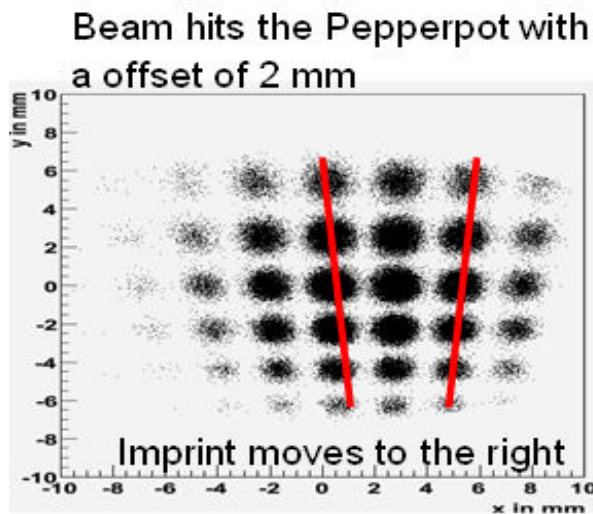 Beam hits the Pepperpot with
a offset of 2 mm
y in mm
10
8
6
4
2
0
-2
-4
-6
-8
-10
Imprint moves to the right
-10 -8 -6 -4 -2 0 2 4 6 8 10
x in mm